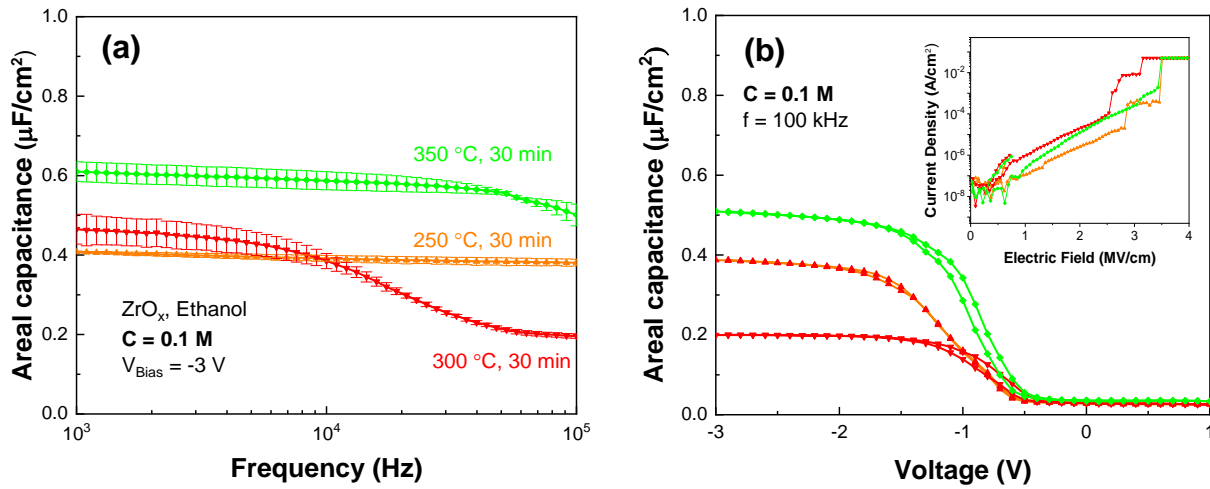 (a)
Areal capacitance (μF/cm²)
1.0
0.8
0.6
0.4
0.2
0.0
350 °C, 30 min
250 °C, 30 min
300 °C, 30 min
ZrOₓ, Ethanol
C = 0.1 M
V_Bias = -3 V
10³
10⁴
10⁵
Frequency (Hz)
(b)
Areal capacitance (μF/cm²)
1.0
0.8
0.6
0.4
0.2
0.0
C = 0.1 M
f = 100 kHz
Current Density (A/cm²)
10⁻²
10⁻⁴
10⁻⁶
10⁻⁸
0
1
2
3
4
Electric Field (MV/cm)
-3
-2
-1
0
1
Voltage (V)